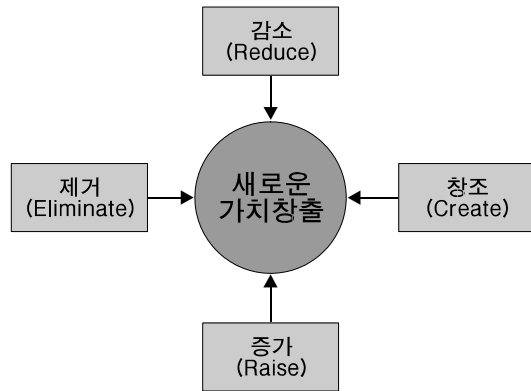 감소
(Reduce)
제거
(Eliminate)
새로운
가치창출
창조
(Create)
증가
(Raise)